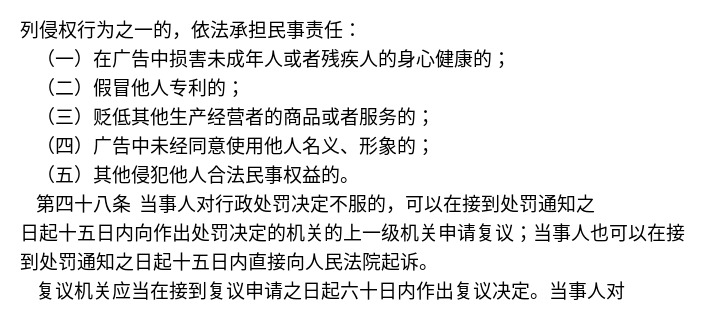 列侵权行为之一的，依法承担民事责任：
（一）在广告中损害未成年人或者残疾人的身心健康的；
（二）假冒他人专利的；
（三）贬低其他生产经营者的商品或者服务的；
（四）广告中未经同意使用他人名义、形象的；
（五）其他侵犯他人合法民事权益的。
第四十八条 当事人对行政处罚决定不服的，可以在接到处罚通知之
日起十五日内向作出处罚决定的机关的上一级机关申请复议；当事人也可以在接
到处罚通知之日起十五日内直接向人民法院起诉。
复议机关应当在接到复议申请之日起六十日内作出复议决定。当事人对